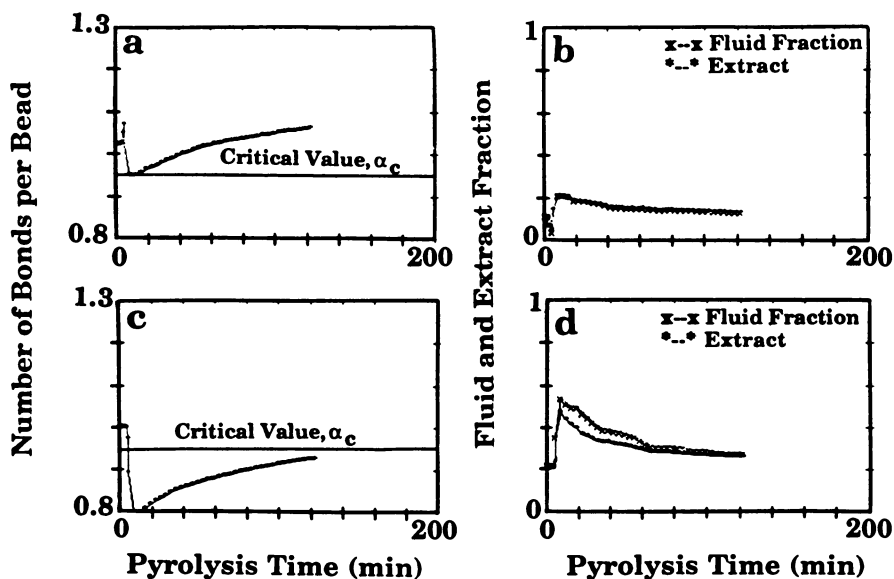 1.3
a
Critical Value, αc
0.8
0
200
1
b
x--x Fluid Fraction
*--* Extract
0
0
200
Number of Bonds per Bead
Fluid and Extract Fraction
1.3
c
Critical Value, αc
0.8
0
200
Pyrolysis Time (min)
1
d
x--x Fluid Fraction
*--* Extract
0
0
200
Pyrolysis Time (min)